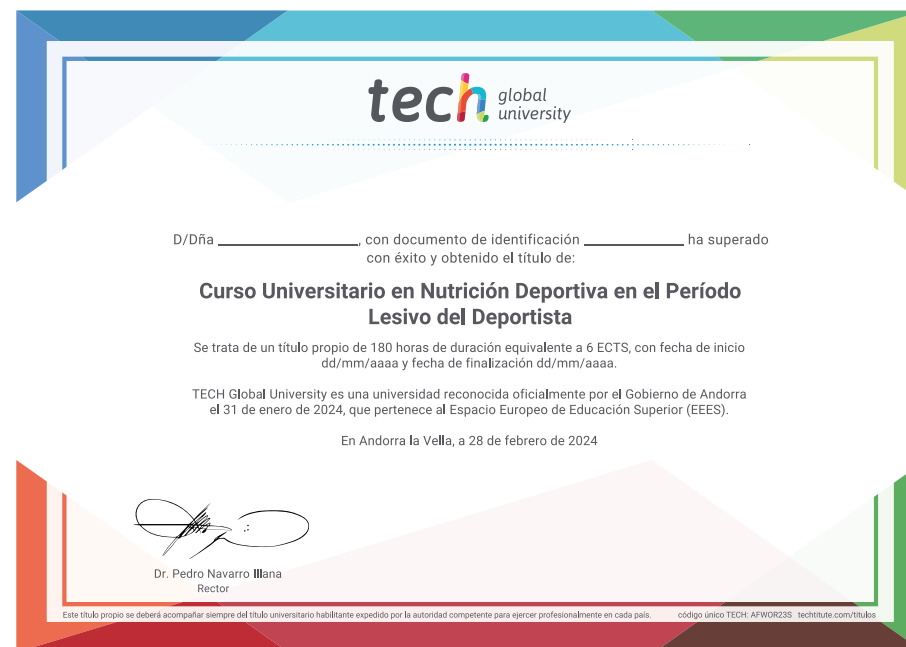 tech global university
D/Dña ____________________, con documento de identificación ______________ ha superado
con éxito y obtenido el título de:
Curso Universitario en Nutrición Deportiva en el Período
Lesivo del Deportista
Se trata de un título propio de 180 horas de duración equivalente a 6 ECTS, con fecha de inicio
dd/mm/aaaa y fecha de finalización dd/mm/aaaa.
TECH Global University es una universidad reconocida oficialmente por el Gobierno de Andorra
el 31 de enero de 2024, que pertenece al Espacio Europeo de Educación Superior (EEES).
En Andorra la Vella, a 28 de febrero de 2024
Dr. Pedro Navarro Illana
Rector
Este título propio se deberá acompañar siempre del título universitario habilitante expedido por la autoridad competente para ejercer profesionalmente en cada país. código único TECH: AFWOR23S techtitute.com/titulos